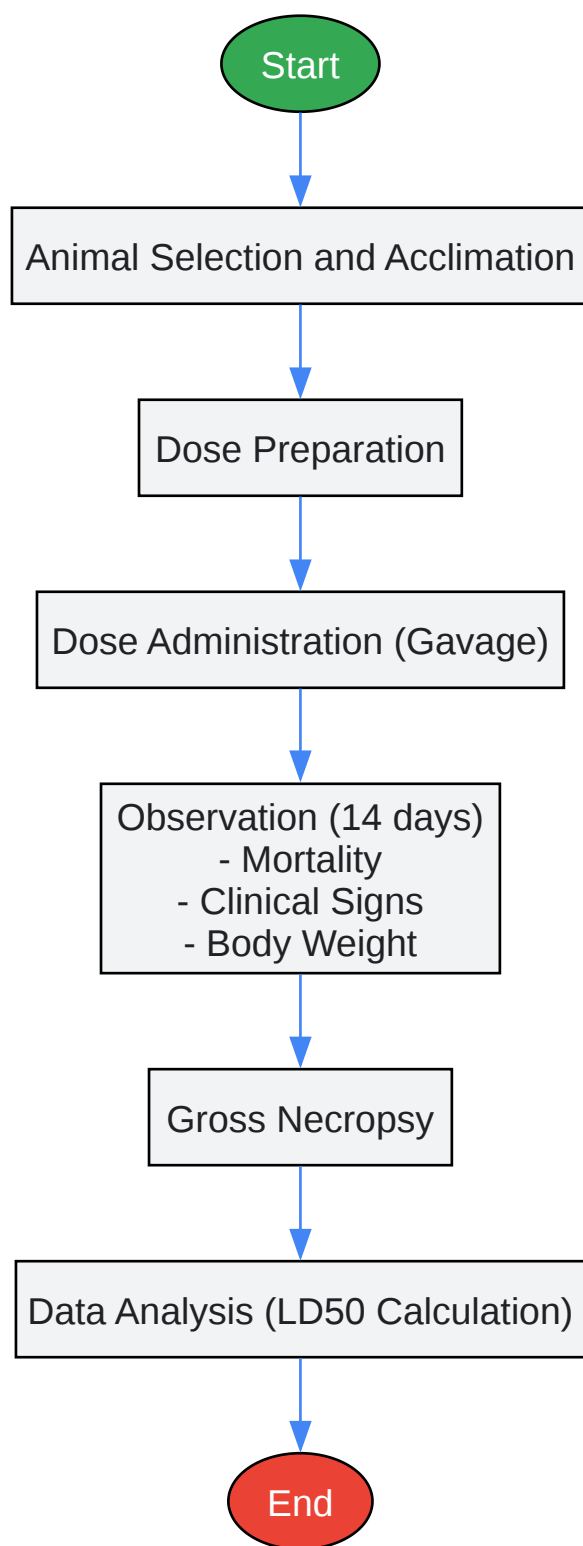 Start
Animal Selection and Acclimation
Dose Preparation
Dose Administration (Gavage)
Observation (14 days)
- Mortality
- Clinical Signs
- Body Weight
Gross Necropsy
Data Analysis (LD50 Calculation)
End